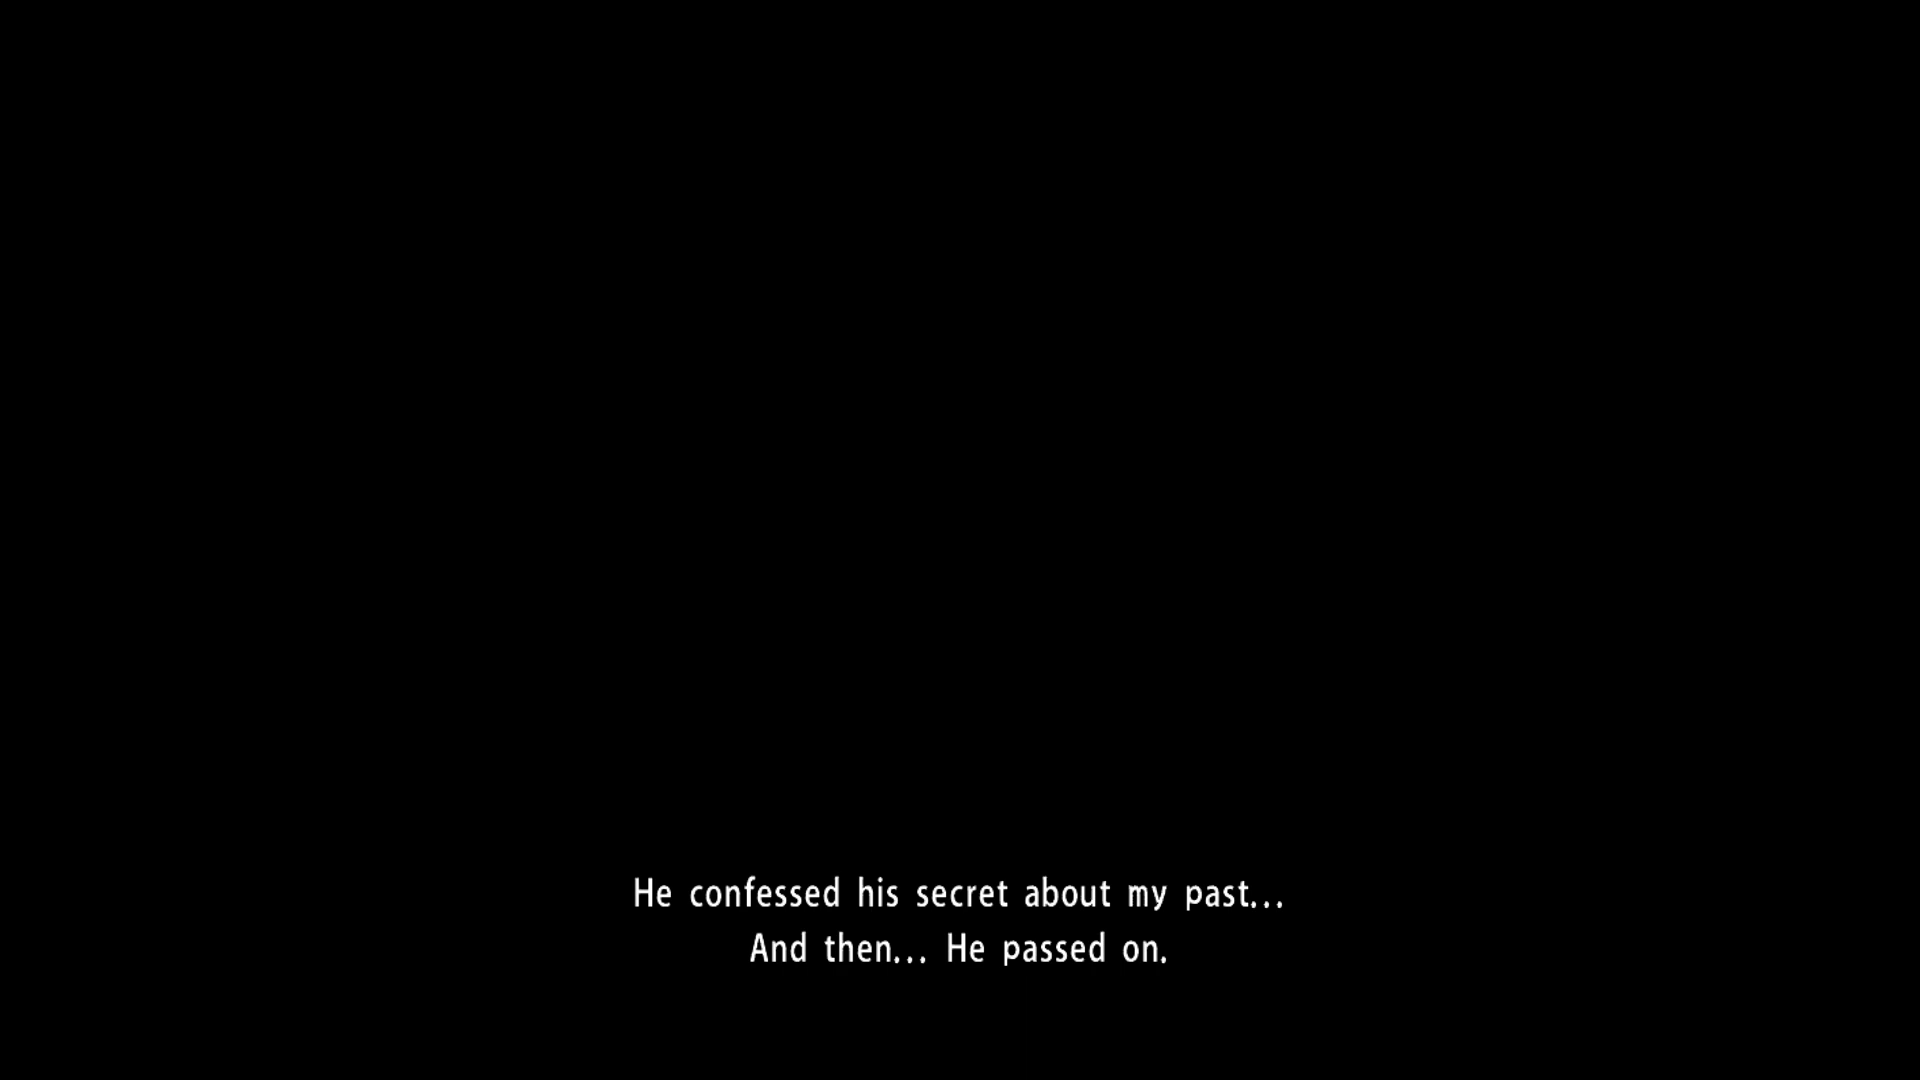 He confessed his secret about my past...
And then... He passed on.